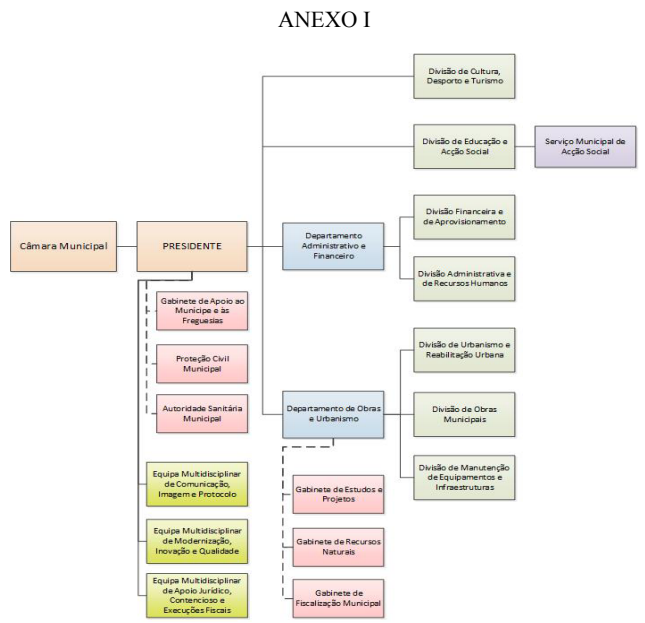 ANEXO I
Divisão de Cultura,
Desporto e Turismo
Divisão de Educação e
Acção Social
Serviço Municipal de
Acção Social
Divisão Financeira e
de Aprovisionamento
Câmara Municipal
PRESIDENTE
Departamento
Administrativo e
Financeiro
Divisão Administrativa e
de Recursos Humanos
Gabinete de Apoio ao
Municipe e às
Freguesias
Proteção Civil
Municipal
Autoridade Sanitária
Municipal
Divisão de Urbanismo e
Reabilitação Urbana
Departamento de Obras
e Urbanismo
Divisão de Obras
Municipais
Divisão de Manutenção
de Equipamentos e
Infraestruturas
Equipa Multidisciplinar
de Comunicação,
Imagem e Protocolo
Gabinete de Estudos e
Projetos
Equipa Multidisciplinar
de Modernização,
Inovação e Qualidade
Gabinete de Recursos
Naturais
Equipa Multidisciplinar
de Apoio Jurídico,
Contencioso e
Execuções Fiscais
Gabinete de
Fiscalização Municipal